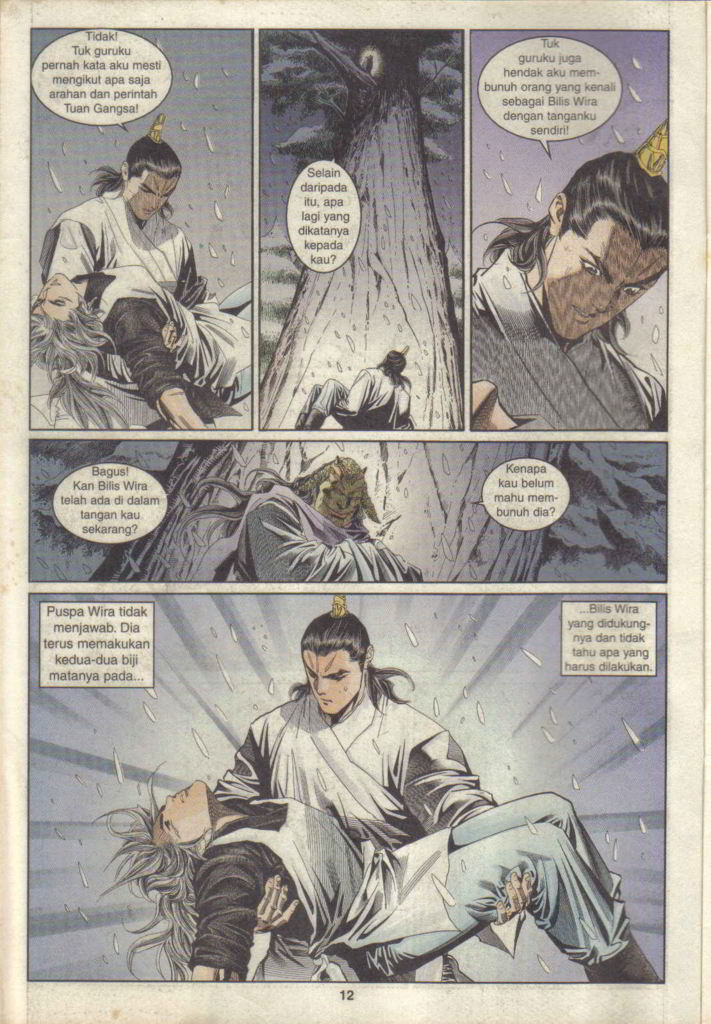 Tidak!
Tuk guruku
pernah kata aku mesti
mengikut apa saja
arahan dan perintah
Tuan Gangsa!
Selain
daripada
itu, apa
lagi yang
dikatanya
kepada
kau?
Tuk
guruku juga
hendak aku mem-
bunuh orang yang kenali
sebagai Bilis Wira
dengan tanganku
sendiri!
Bagus!
Kan Bilis Wira
telah ada di dalam
tangan kau
sekarang?
Kenapa
kau belum
mahu mem-
bunuh dia?
Puspa Wira tidak
menjawab. Dia
terus memakukan
kedua-dua biji
matanya pada...
...Bilis Wira
yang didukung-
nya dan tidak
tahu apa yang
harus dilakukan.
12